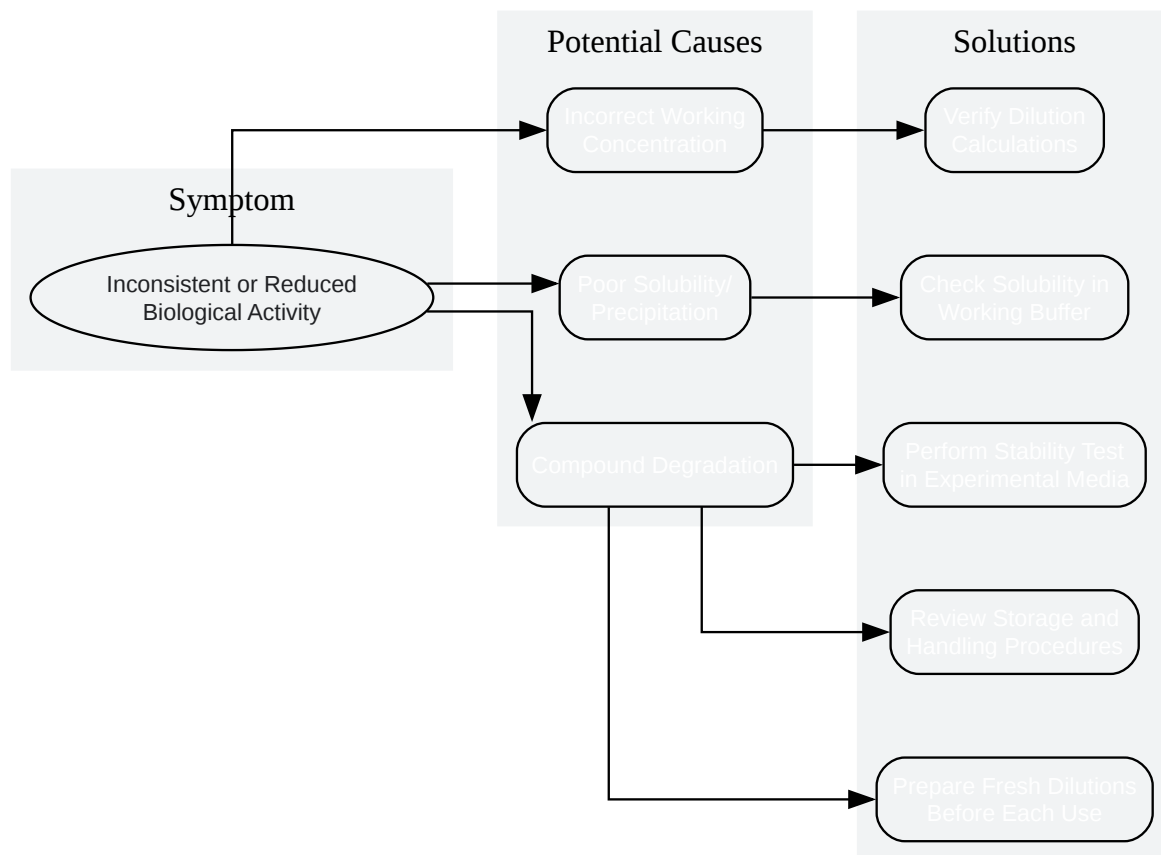 Potential Causes
Solutions
Incorrect Working
Concentration
Verify Dilution
Calculations
Symptom
Inconsistent or Reduced
Biological Activity
Poor Solubility/
Precipitation
Check Solubility in
Working Buffer
Compound Degradation
Perform Stability Test
in Experimental Media
Review Storage and
Handling Procedures
Prepare Fresh Dilutions
Before Each Use